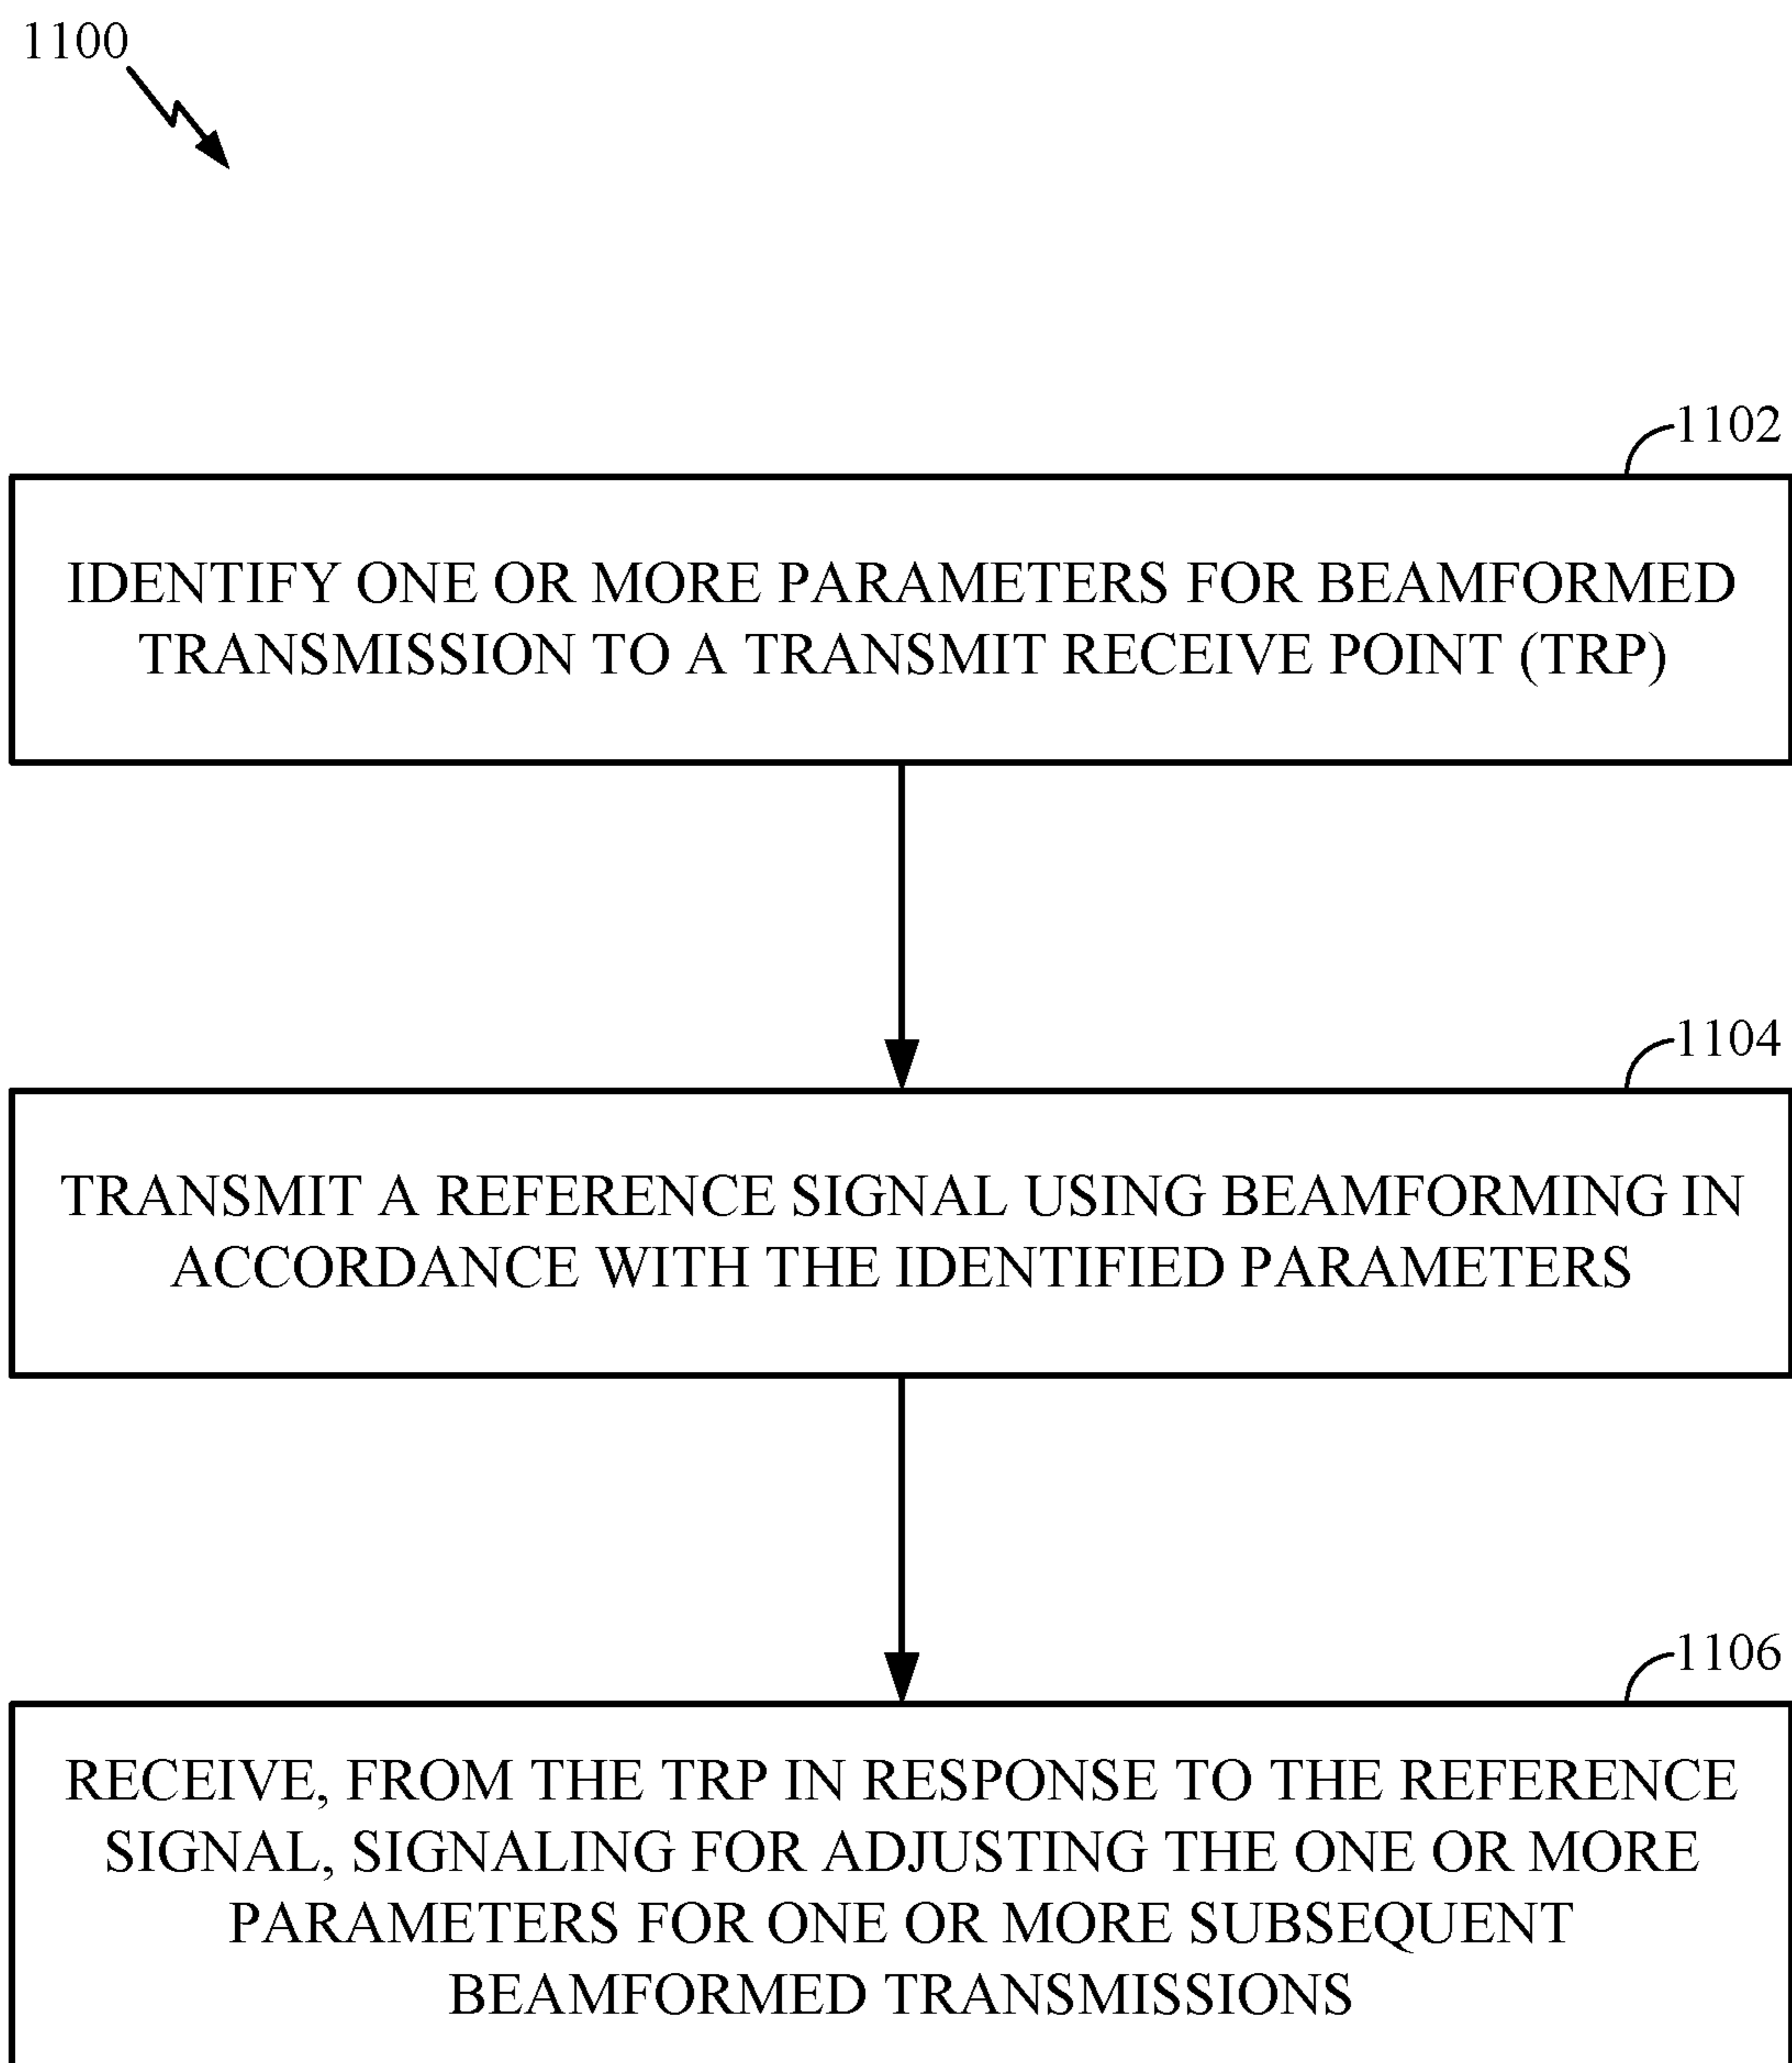 1100
1102
IDENTIFY ONE OR MORE PARAMETERS FOR BEAMFORMED
TRANSMISSION TO A TRANSMIT RECEIVE POINT (TRP)
1104
TRANSMIT A REFERENCE SIGNAL USING BEAMFORMING IN
ACCORDANCE WITH THE IDENTIFIED PARAMETERS
1106
RECEIVE, FROM THE TRP IN RESPONSE TO THE REFERENCE
SIGNAL, SIGNALING FOR ADJUSTING THE ONE OR MORE
PARAMETERS FOR ONE OR MORE SUBSEQUENT
BEAMFORMED TRANSMISSIONS